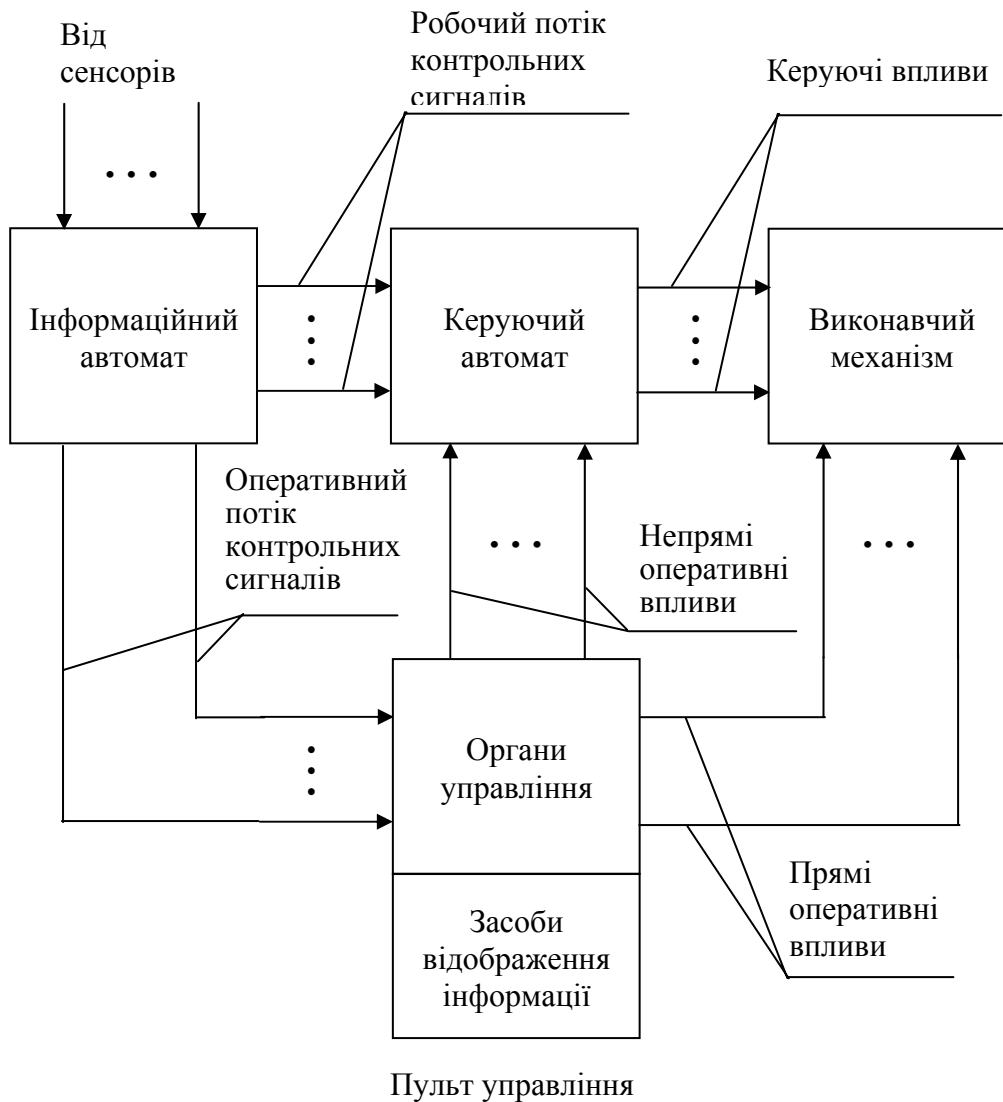 Від
сенсорів
Робочий потік
контрольних
сигналів
Керуючі впливи
Інформаційний
автомат
Керуючий
автомат
Виконавчий
механізм
Оперативний
потік
контрольних
сигналів
Непрямі
оперативні
впливи
Органи
управління
Прямі
оперативні
впливи
Засоби
відображення
інформації
Пульт управління